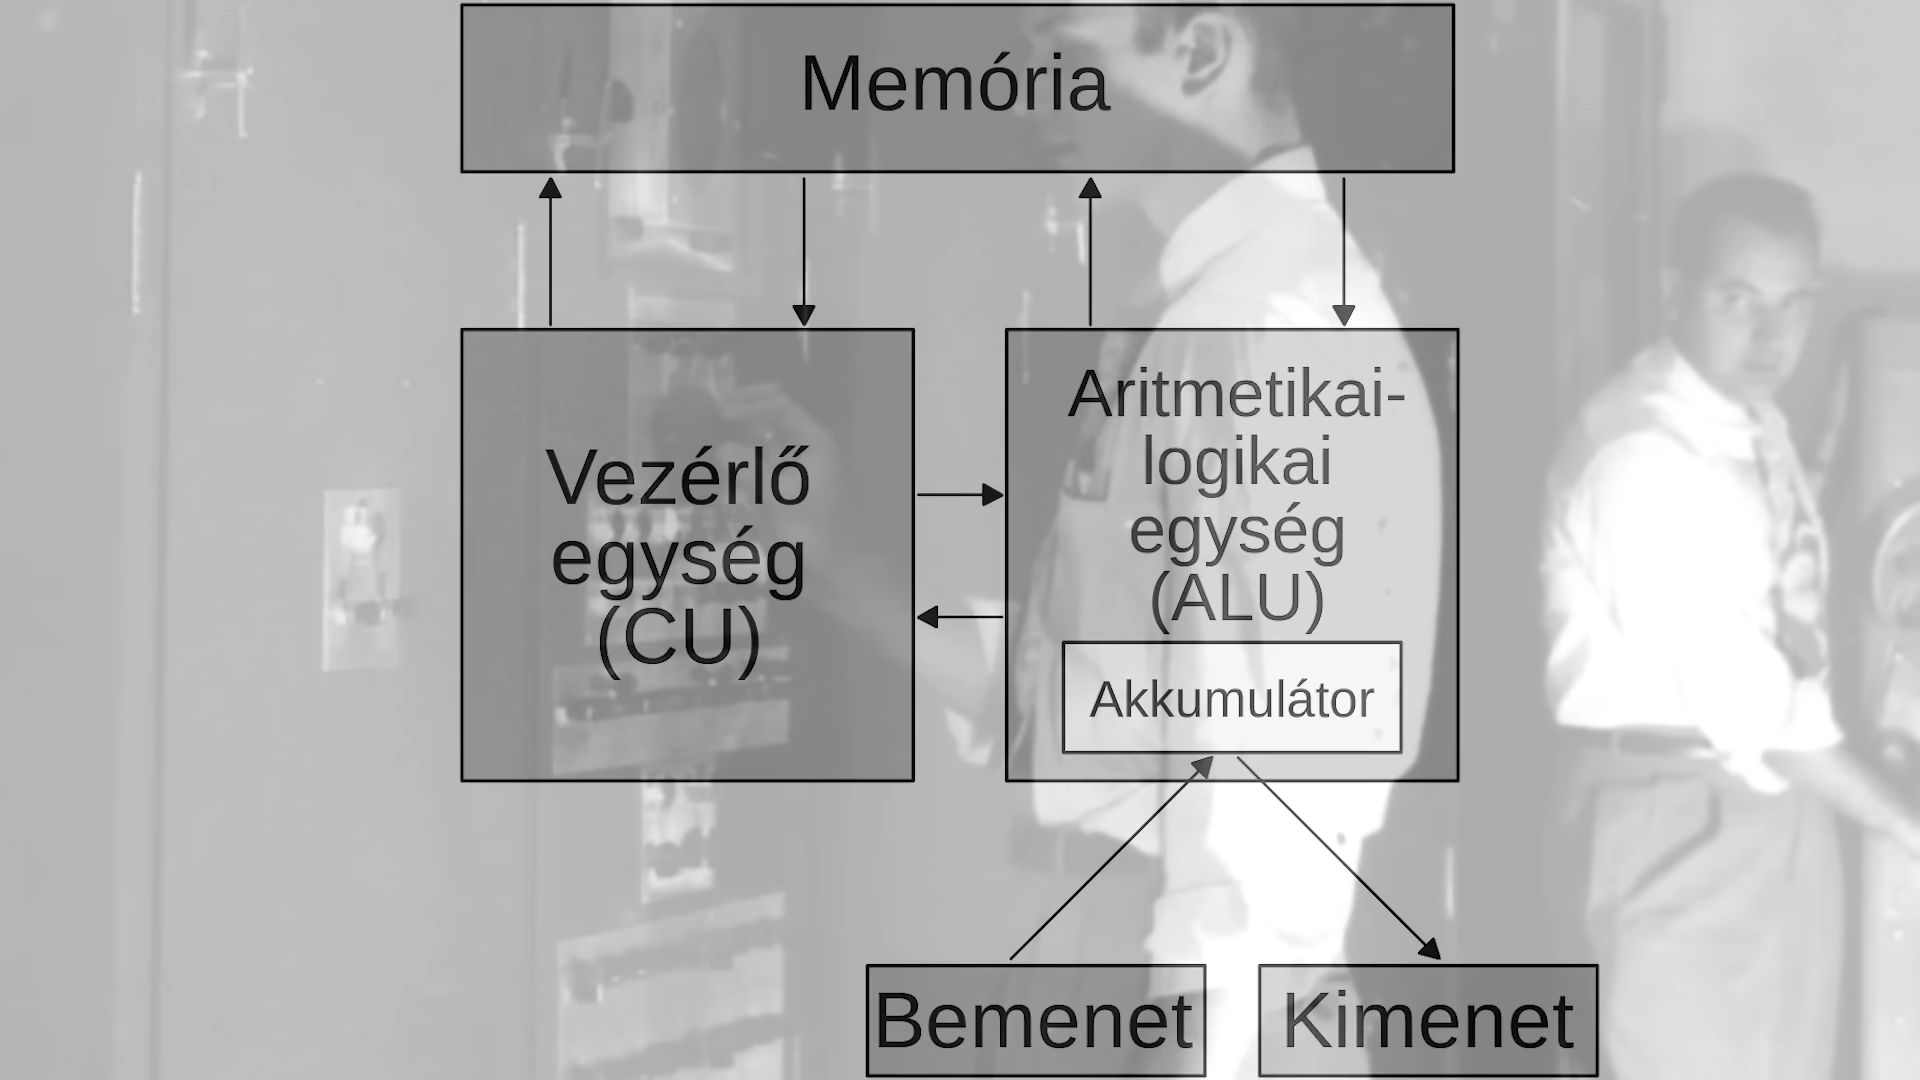 Memória
Vezérlő
egység
(CU)
Aritmetikai-
logikai
egység
(ALU)
Akkumulátor
Bemenet
Kimenet